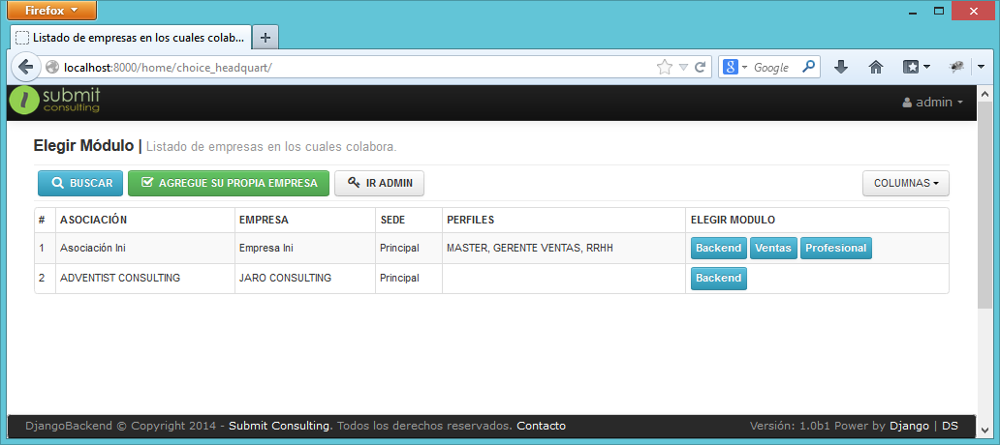 Firefox
Listado de empresas en los cuales colab...
localhost:8000/home/choice_headquart/
Google
submit
consulting
admin
Elegir Módulo | Listado de empresas en los cuales colabora.
BUSCAR AGREGUE SU PROPIA EMPRESA IR ADMIN COLUMNAS
# ASOCIACIÓN EMPRESA SEDE PERFILES ELEGIR MODULO
1 Asociación Ini Empresa Ini Principal MASTER, GERENTE VENTAS, RRHH Backend Ventas Profesional
2 ADVENTIST CONSULTING JARO CONSULTING Principal Backend
DjangoBackend © Copyright 2014 - Submit Consulting. Todos los derechos reservados. Contacto Versión: 1.0b1 Power by Django | DS